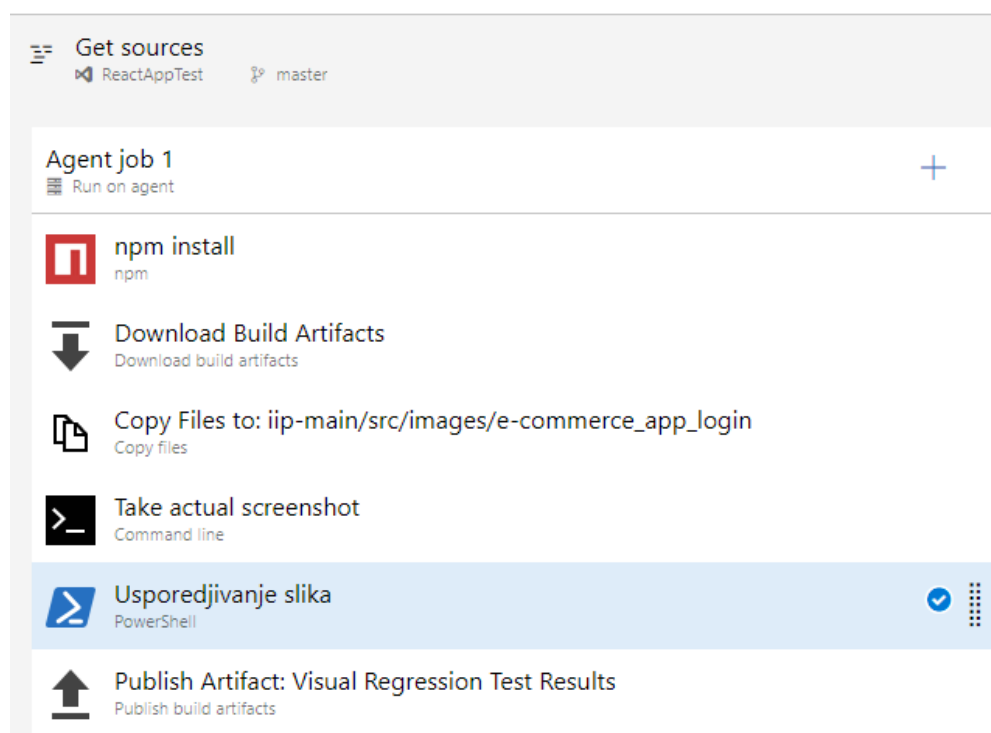 Get sources
ReactAppTest master
Agent job 1
Run on agent
npm install
npm
Download Build Artifacts
Download build artifacts
Copy Files to: iip-main/src/images/e-commerce_app_login
Copy files
Take actual screenshot
Command line
Usporedjivanje slika
PowerShell
Publish Artifact: Visual Regression Test Results
Publish build artifacts